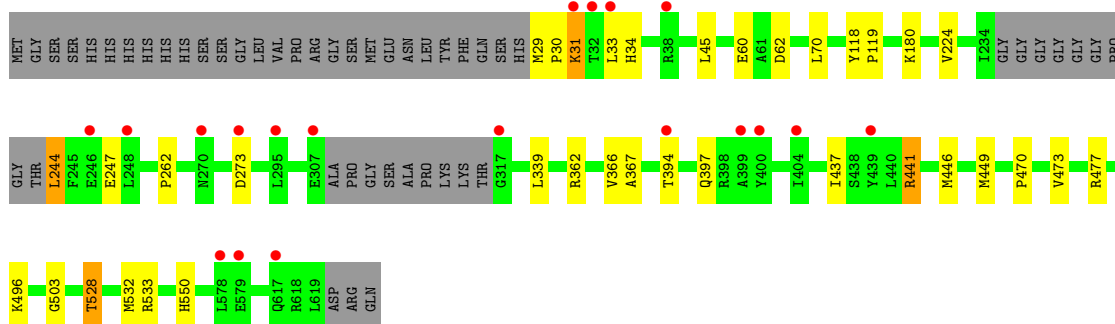 MET GLY SER SER HIS HIS HIS HIS HIS HIS SER SER GLY LEU VAL PRO ARG GLY SER MET GLU ASN LEU TYR PHE GLN SER HIS M29 P30 K31 T32 L33 H34 R38 L45 E60 A61 D62 L70 Y118 P119 K180 V224 I234 GLY GLY GLY GLY GLY GLY PRO
GLY THR L244 F245 E246 E247 L248 P262 N270 D273 L295 E307 ALA PRO GLY SER ALA PRO LYS LYS THR G317 L339 R362 V366 A367 T394 Q397 R398 A399 Y400 I404 I437 S438 Y439 L440 R441 M446 M449 P470 V473 R477
K496 G503 T528 M532 R533 H550 L578 E579 Q617 R618 L619 ASP ARG GLN